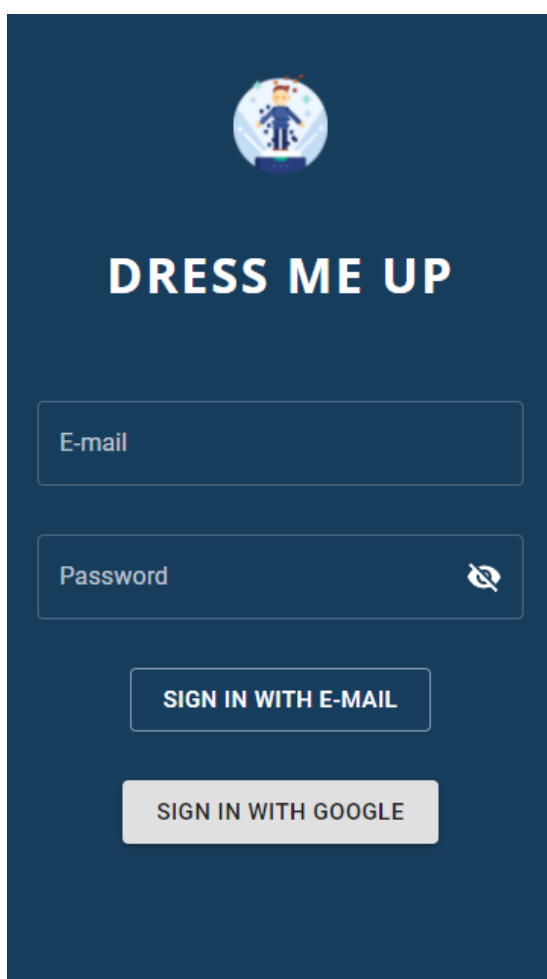 DRESS ME UP
E-mail
Password
SIGN IN WITH E-MAIL
SIGN IN WITH GOOGLE